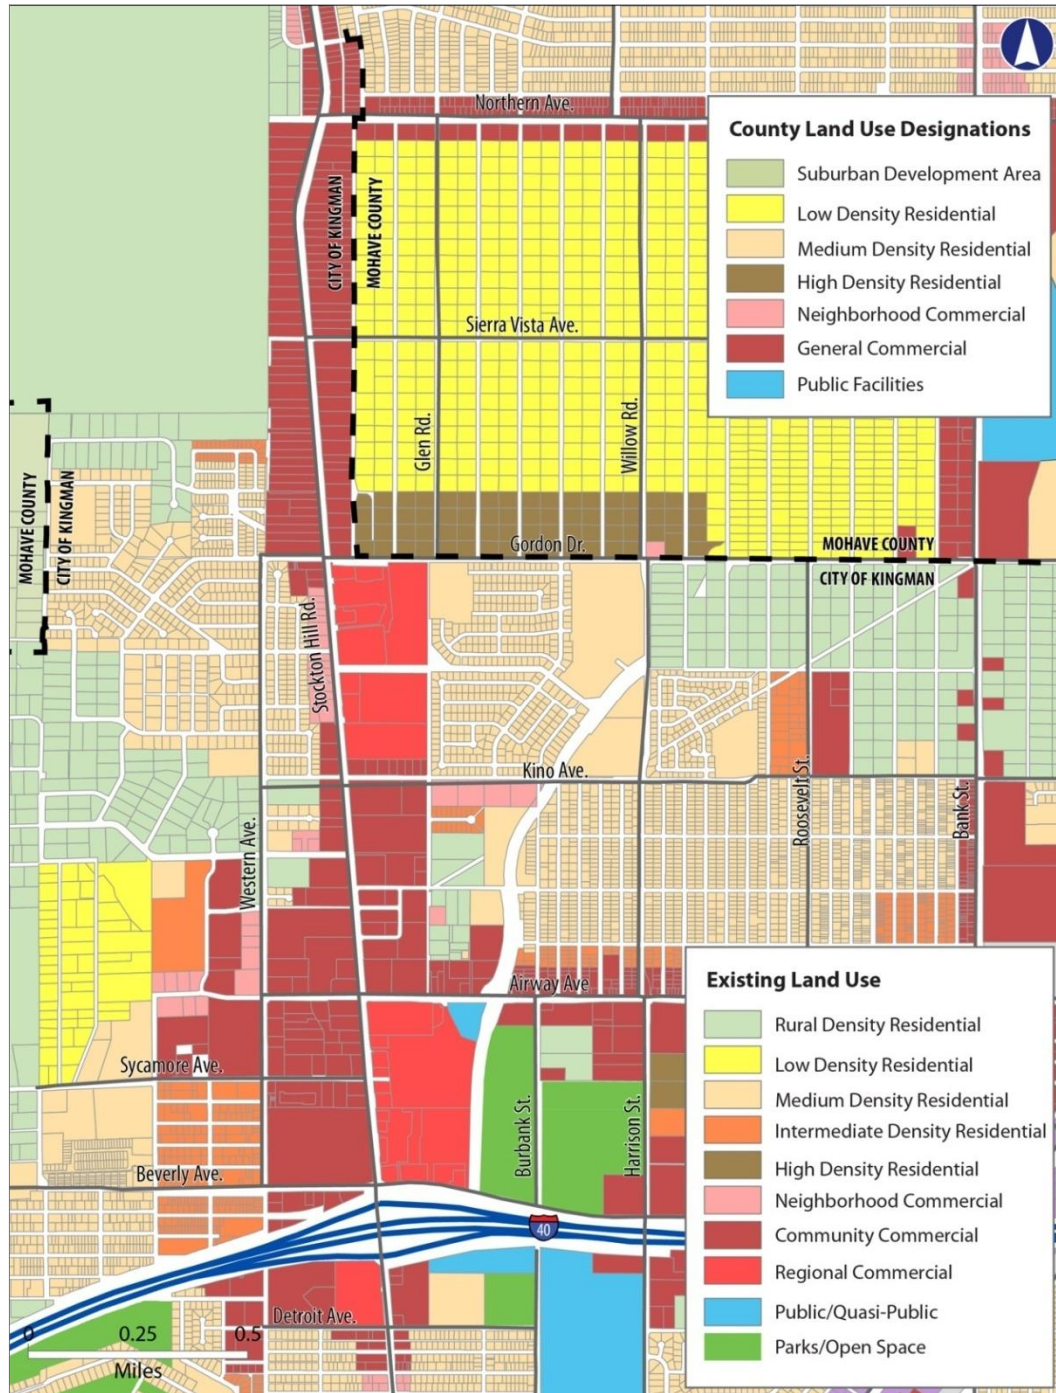 Northern Ave.
County Land Use Designations
Suburban Development Area
Low Density Residential
Medium Density Residential
High Density Residential
Neighborhood Commercial
General Commercial
Public Facilities
CITY OF KINGMAN
MOHAVE COUNTY
Sierra Vista Ave.
Glen Rd.
Willow Rd.
MOHAVE COUNTY
CITY OF KINGMAN
Gordon Dr.
MOHAVE COUNTY
CITY OF KINGMAN
Stockton Hill Rd.
Kino Ave.
Roosevelt St.
Bank St.
Western Ave.
Airway Ave
Existing Land Use
Rural Density Residential
Low Density Residential
Medium Density Residential
Intermediate Density Residential
High Density Residential
Neighborhood Commercial
Community Commercial
Regional Commercial
Public/Quasi-Public
Parks/Open Space
Sycamore Ave.
Burbank St.
Harrison St.
Beverly Ave.
40
Detroit Ave.
0 0.25 0.5
Miles